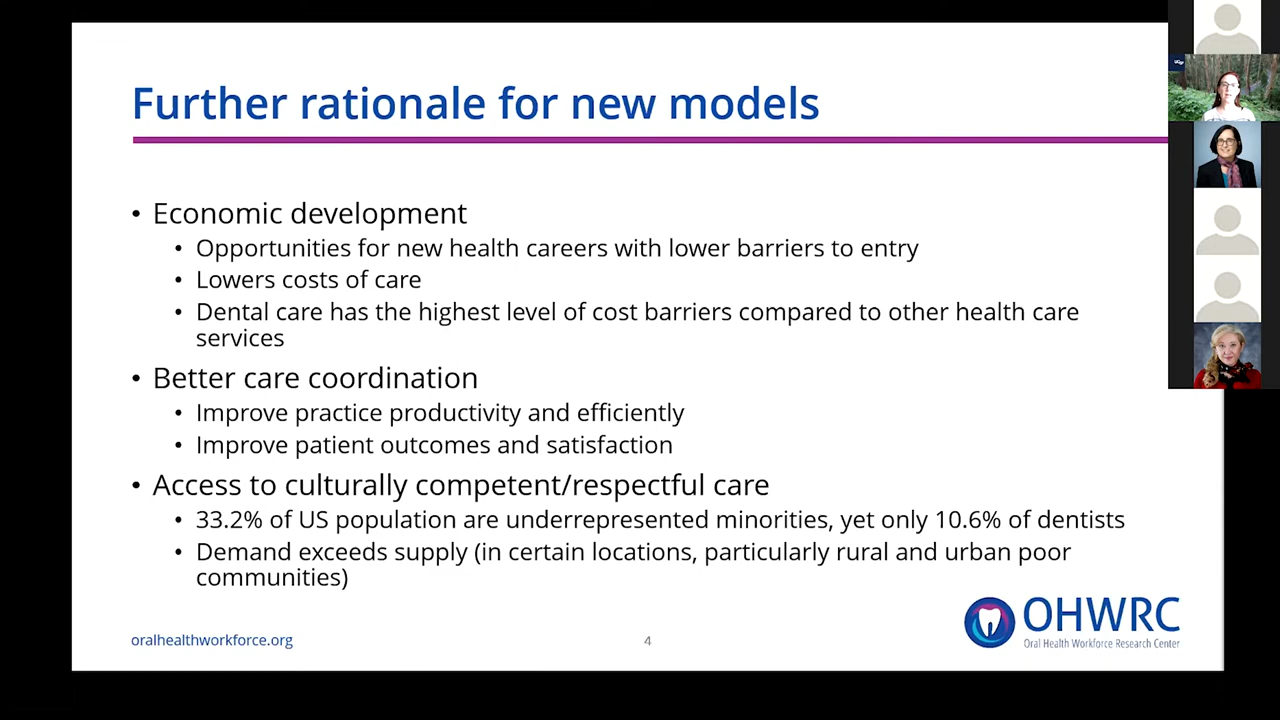 Further rationale for new models
• Economic development
• Opportunities for new health careers with lower barriers to entry
• Lowers costs of care
• Dental care has the highest level of cost barriers compared to other health care
services
• Better care coordination
• Improve practice productivity and efficiently
• Improve patient outcomes and satisfaction
• Access to culturally competent/respectful care
• 33.2% of US population are underrepresented minorities, yet only 10.6% of dentists
• Demand exceeds supply (in certain locations, particularly rural and urban poor
communities)
oralhealthworkforce.org
4
OHWRC
Oral Health Workforce Research Center